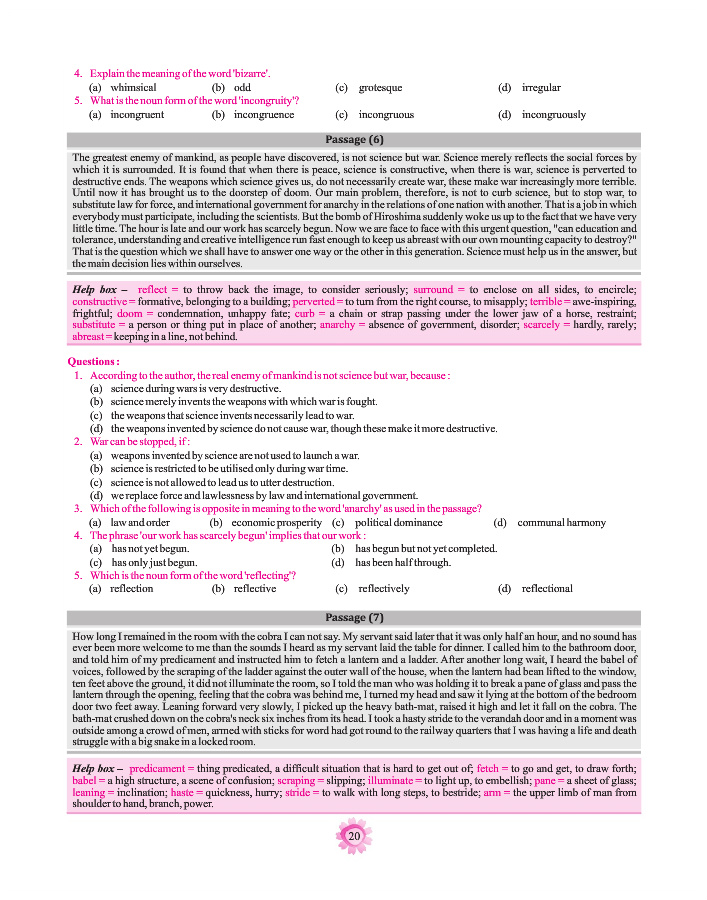 4. Explain the meaning of the word 'bizarre'.
(a) whimsical (b) odd (c) grotesque (d) irregular
5. What is the noun form of the word 'incongruity'?
(a) incongruent (b) incongruence (c) incongruous (d) incongruously
Passage (6)
The greatest enemy of mankind, as people have discovered, is not science but war. Science merely reflects the social forces by
which it is surrounded. It is found that when there is peace, science is constructive, when there is war, science is perverted to
destructive ends. The weapons which science gives us, do not necessarily create war, these make war increasingly more terrible.
Until now it has brought us to the doorstep of doom. Our main problem, therefore, is not to curb science, but to stop war, to
substitute law for force, and international government for anarchy in the relations of one nation with another. That is a job in which
everybody must participate, including the scientists. But the bomb of Hiroshima suddenly woke us up to the fact that we have very
little time. The hour is late and our work has scarcely begun. Now we are face to face with this urgent question, "can education and
tolerance, understanding and creative intelligence run fast enough to keep us abreast with our own mounting capacity to destroy?"
That is the question which we shall have to answer one way or the other in this generation. Science must help us in the answer, but
the main decision lies within ourselves.
Help box – reflect = to throw back the image, to consider seriously; surround = to enclose on all sides, to encircle;
constructive = formative, belonging to a building; perverted = to turn from the right course, to misapply; terrible = awe-inspiring,
frightful; doom = condemnation, unhappy fate; curb = a chain or strap passing under the lower jaw of a horse, restraint;
substitute = a person or thing put in place of another; anarchy = absence of government, disorder; scarcely = hardly, rarely;
abreast = keeping in a line, not behind.
Questions :
1. According to the author, the real enemy of mankind is not science but war, because :
(a) science during wars is very destructive.
(b) science merely invents the weapons with which war is fought.
(c) the weapons that science invents necessarily lead to war.
(d) the weapons invented by science do not cause war, though these make it more destructive.
2. War can be stopped, if :
(a) weapons invented by science are not used to launch a war.
(b) science is restricted to be utilised only during war time.
(c) science is not allowed to lead us to utter destruction.
(d) we replace force and lawlessness by law and international government.
3. Which of the following is opposite in meaning to the word 'anarchy' as used in the passage?
(a) law and order (b) economic prosperity (c) political dominance (d) communal harmony
4. The phrase 'our work has scarcely begun' implies that our work :
(a) has not yet begun. (b) has begun but not yet completed.
(c) has only just begun. (d) has been half through.
5. Which is the noun form of the word 'reflecting'?
(a) reflection (b) reflective (c) reflectively (d) reflectional
Passage (7)
How long I remained in the room with the cobra I can not say. My servant said later that it was only half an hour, and no sound has
ever been more welcome to me than the sounds I heard as my servant laid the table for dinner. I called him to the bathroom door,
and told him of my predicament and instructed him to fetch a lantern and a ladder. After another long wait, I heard the babel of
voices, followed by the scraping of the ladder against the outer wall of the house, when the lantern had bean lifted to the window,
ten feet above the ground, it did not illuminate the room, so I told the man who was holding it to break a pane of glass and pass the
lantern through the opening, feeling that the cobra was behind me, I turned my head and saw it lying at the bottom of the bedroom
door two feet away. Leaning forward very slowly, I picked up the heavy bath-mat, raised it high and let it fall on the cobra. The
bath-mat crushed down on the cobra's neck six inches from its head. I took a hasty stride to the verandah door and in a moment was
outside among a crowd of men, armed with sticks for word had got round to the railway quarters that I was having a life and death
struggle with a big snake in a locked room.
Help box – predicament = thing predicated, a difficult situation that is hard to get out of; fetch = to go and get, to draw forth;
babel = a high structure, a scene of confusion; scraping = slipping; illuminate = to light up, to embellish; pane = a sheet of glass;
leaning = inclination; haste = quickness, hurry; stride = to walk with long steps, to bestride; arm = the upper limb of man from
shoulder to hand, branch, power.
20